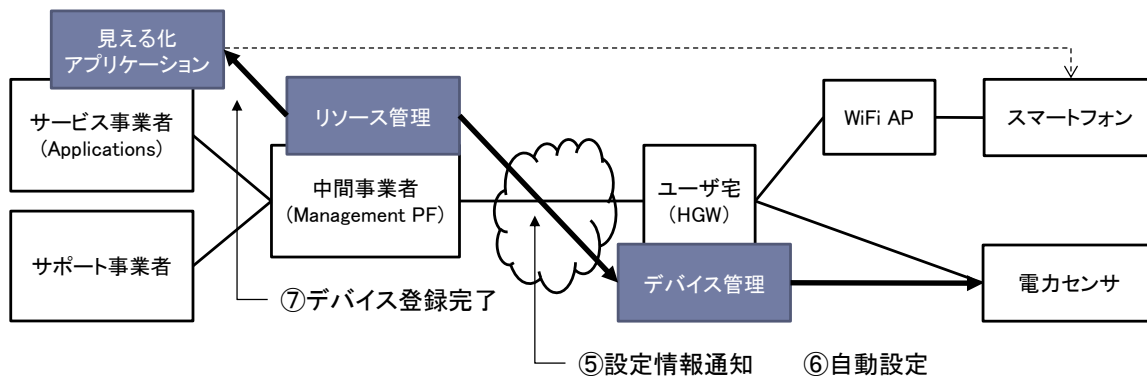 見える化
アプリケーション
サービス事業者
(Applications)
リソース管理
中間事業者
(Management PF)
サポート事業者
ユーザ宅
(HGW)
デバイス管理
WiFi AP
スマートフォン
電力センサ
⑦デバイス登録完了
⑤設定情報通知
⑥自動設定